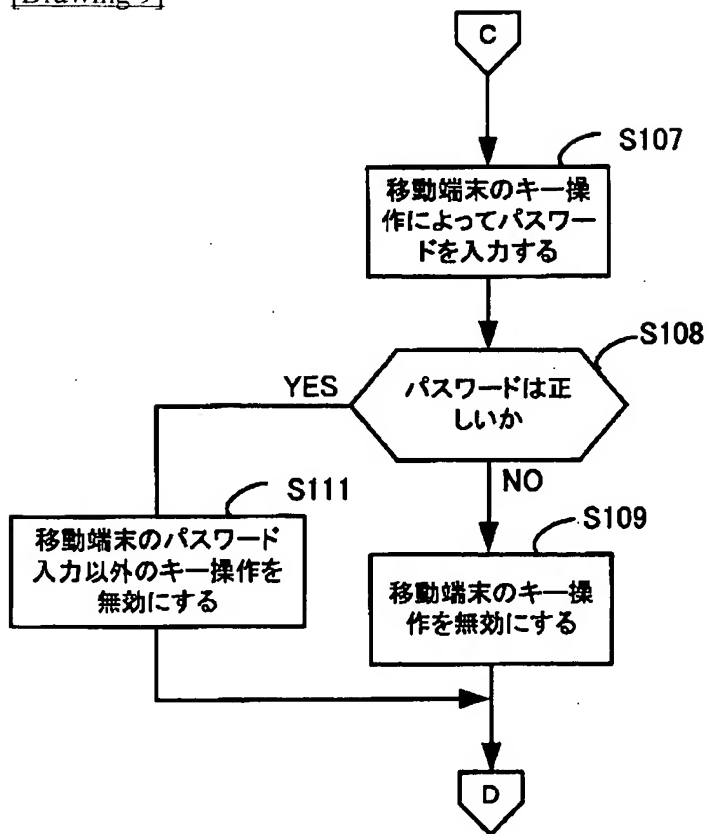 [Drawing 9]
C
S107
移動端末のキー操
作によってパスワー
ドを入力する
S108
パスワードは正
しいか
YES
NO
S111
移動端末のパスワード
入力以外のキー操作を
無効にする
S109
移動端末のキー操
作を無効にする
D